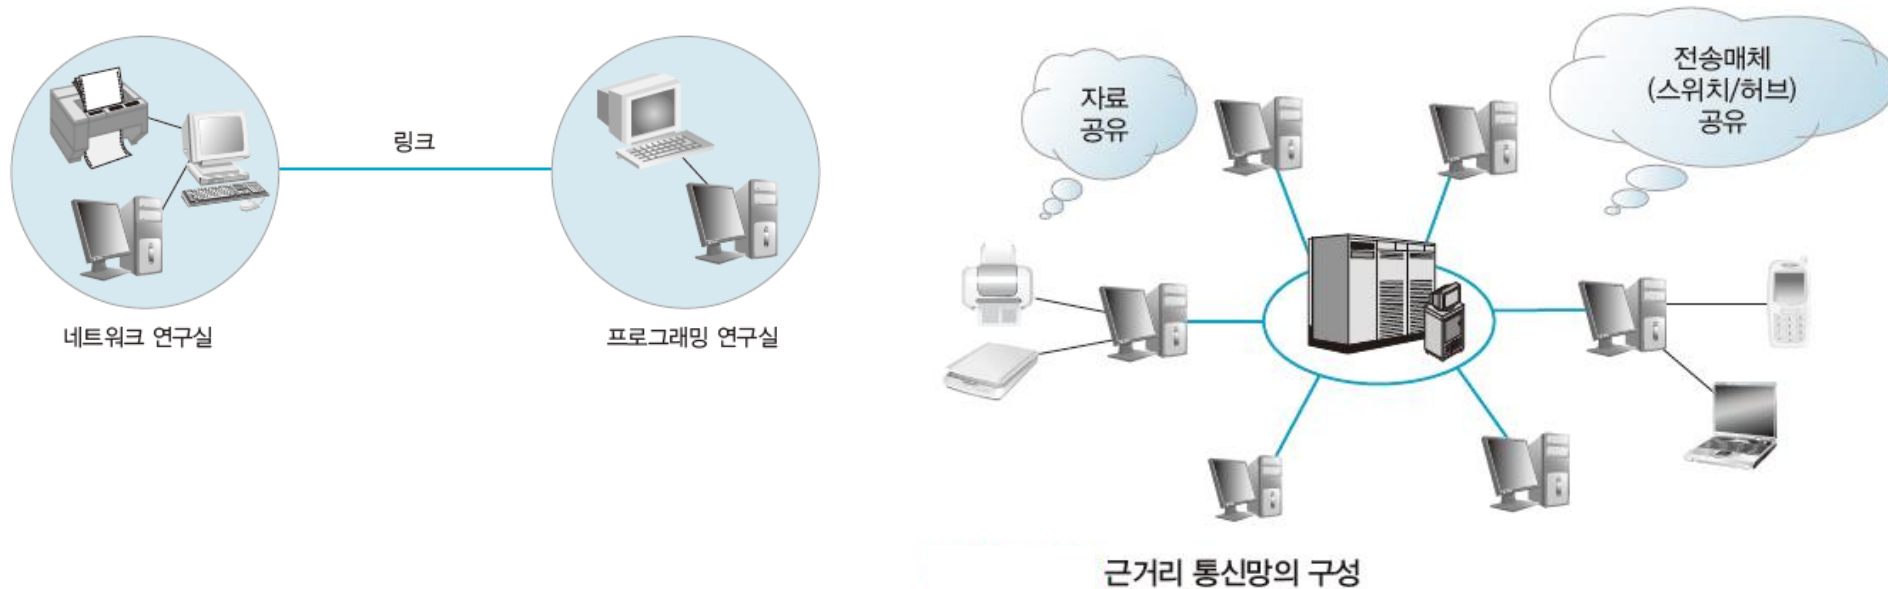 링크
네트워크 연구실
프로그래밍 연구실
자료
공유
전송매체
(스위치/허브)
공유
근거리 통신망의 구성